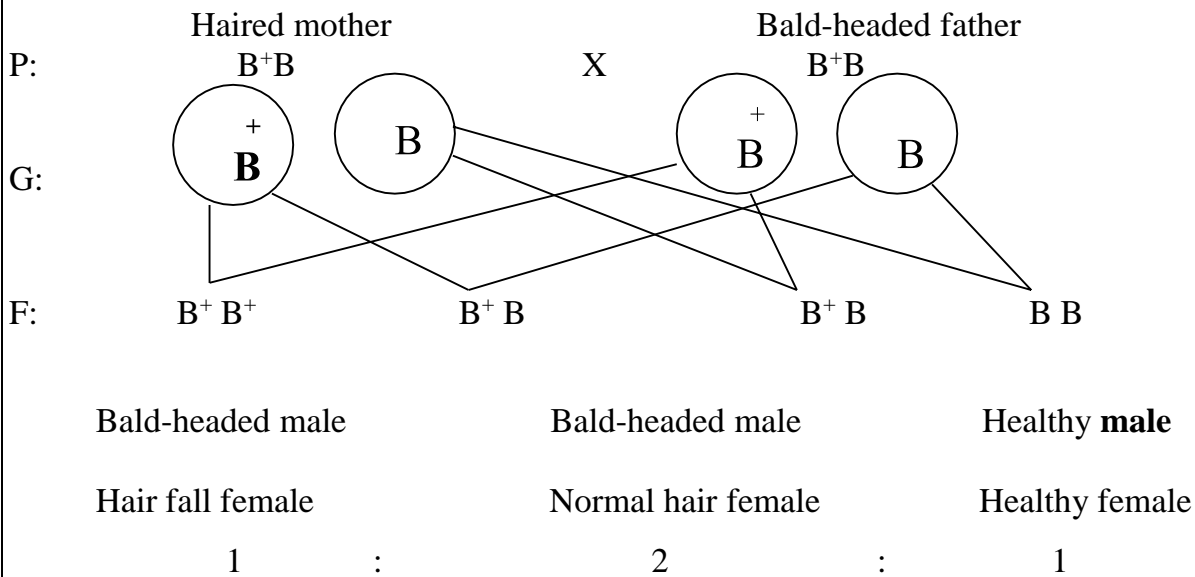 Haired mother Bald-headed father
P: B⁺B X B⁺B
+ +
B B B B
G:
F: B⁺ B⁺ B⁺ B B⁺ B B B
Bald-headed male Bald-headed male Healthy male
Hair fall female Normal hair female Healthy female
1 : 2 : 1